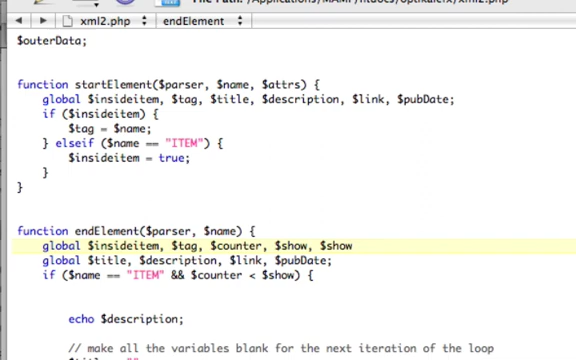 xml2.php endElement
$outerData;
function startElement($parser, $name, $attrs) {
global $insideitem, $tag, $title, $description, $link, $pubDate;
if ($insideitem) {
$tag = $name;
} elseif ($name == "ITEM") {
$insideitem = true;
}
}
function endElement($parser, $name) {
global $insideitem, $tag, $counter, $show, $show
global $title, $description, $link, $pubDate;
if ($name == "ITEM" && $counter < $show) {
echo $description;
// make all the variables blank for the next iteration of the loop